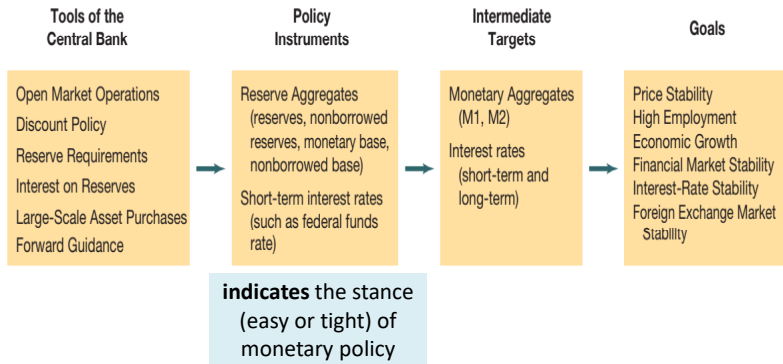 Tools of the
Central Bank
Open Market Operations
Discount Policy
Reserve Requirements
Interest on Reserves
Large-Scale Asset Purchases
Forward Guidance
Policy
Instruments
Reserve Aggregates
(reserves, nonborrowed
reserves, monetary base,
nonborrowed base)
Short-term interest rates
(such as federal funds
rate)
indicates the stance
(easy or tight) of
monetary policy
Intermediate
Targets
Monetary Aggregates
(M1, M2)
Interest rates
(short-term and
long-term)
Goals
Price Stability
High Employment
Economic Growth
Financial Market Stability
Interest-Rate Stability
Foreign Exchange Market
Stability